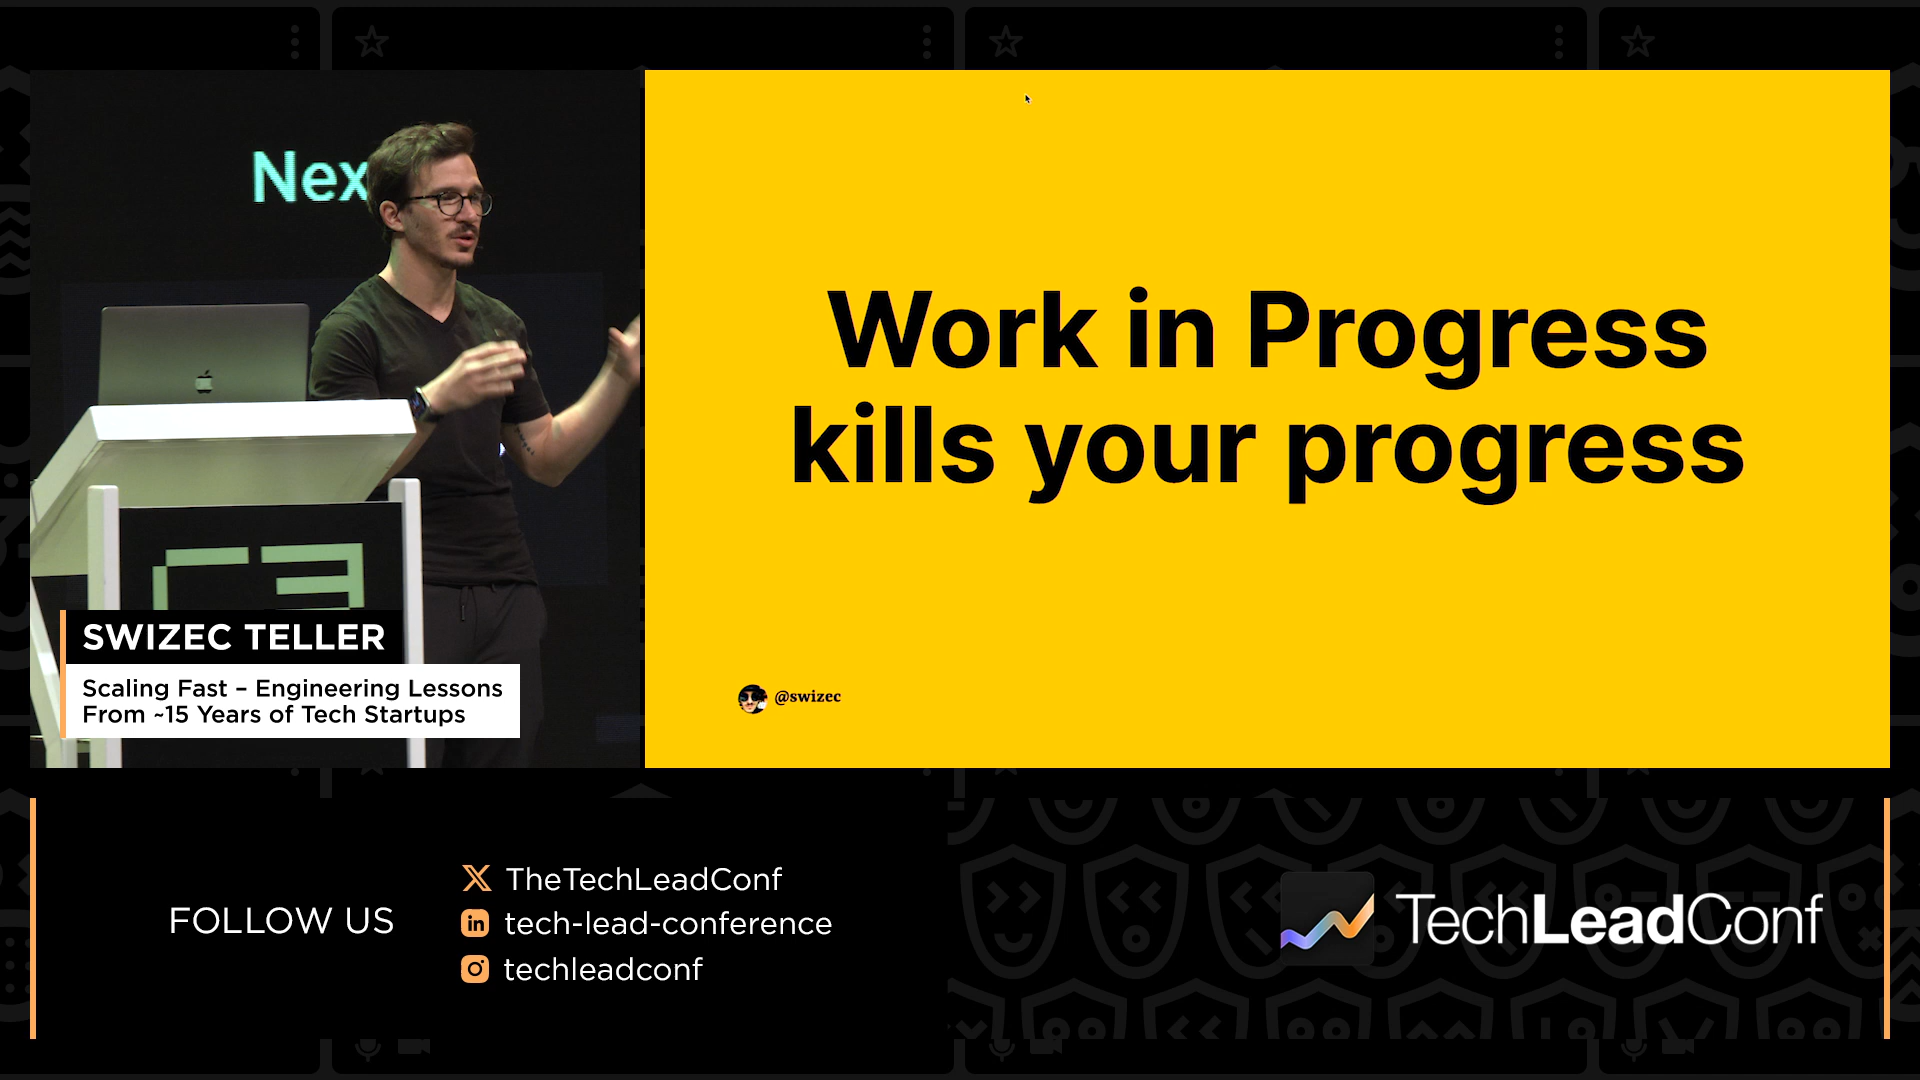 Nex
Work in Progress
kills your progress
@swizec
SWIZEC TELLER
Scaling Fast – Engineering Lessons
From ~15 Years of Tech Startups
FOLLOW US
TheTechLeadConf
in tech-lead-conference
techleadconf
TechLeadConf